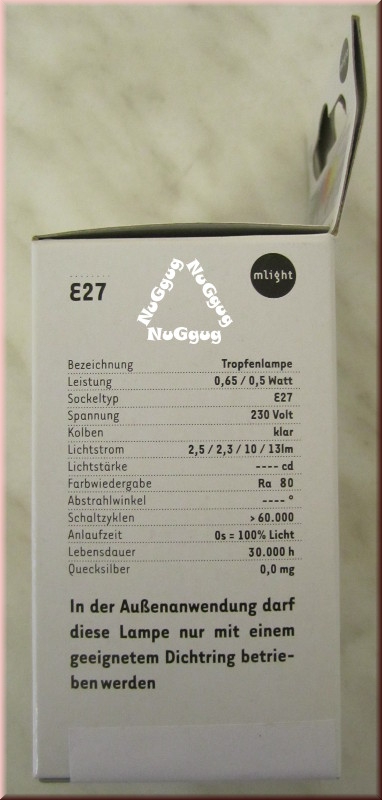 mlight
E27
NuGgug NuGgug
NuGgug
Bezeichnung Tropfenlampe
Leistung 0,65 / 0,5 Watt
Sockeltyp E27
Spannung 230 Volt
Kolben klar
Lichtstrom 2,5 / 2,3 / 10 / 13lm
Lichtstärke ---- cd
Farbwiedergabe Ra 80
Abstrahlwinkel ---- °
Schaltzyklen > 60.000
Anlaufzeit 0s = 100% Licht
Lebensdauer 30.000 h
Quecksilber 0,0 mg
In der Außenanwendung darf
diese Lampe nur mit einem
geeignetem Dichtring betrie-
ben werden